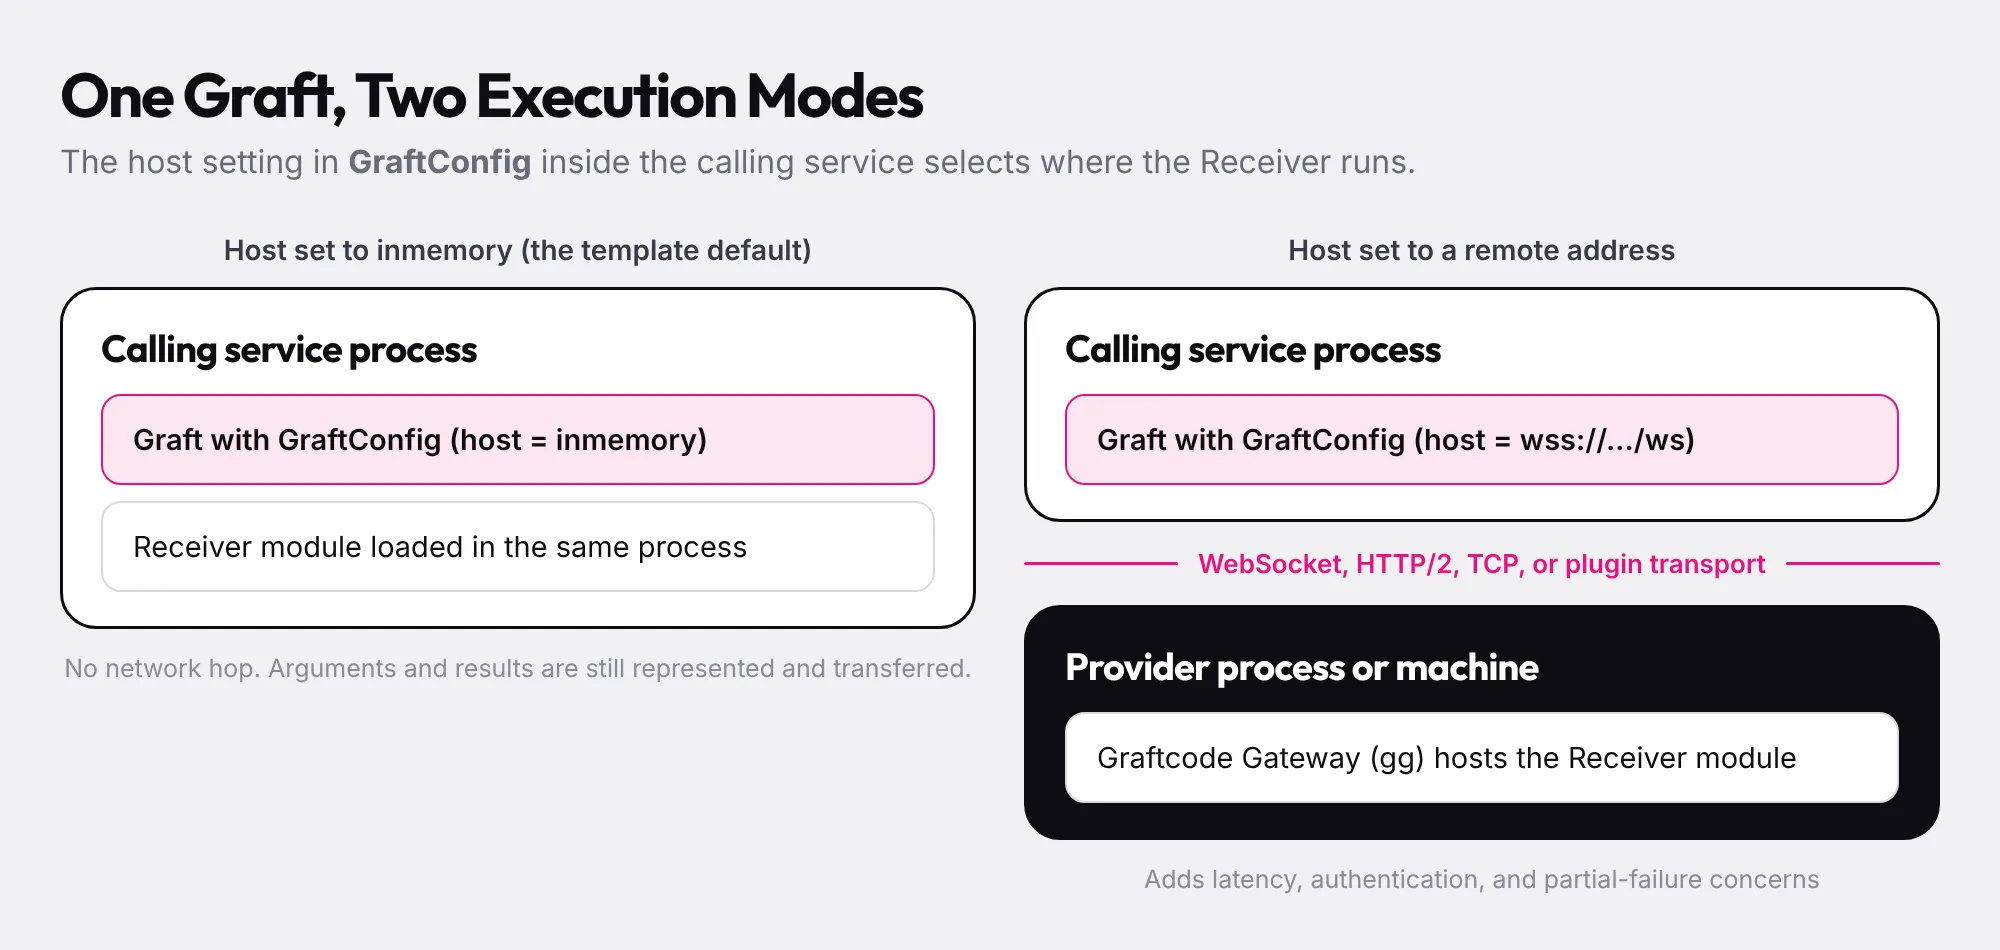 One Graft, Two Execution Modes
The host setting in GraftConfig inside the calling service selects where the Receiver runs.
Host set to inmemory (the template default)
Calling service process
Graft with GraftConfig (host = inmemory)
Receiver module loaded in the same process
No network hop. Arguments and results are still represented and transferred.
Host set to a remote address
Calling service process
Graft with GraftConfig (host = wss://.../ws)
WebSocket, HTTP/2, TCP, or plugin transport
Provider process or machine
Graftcode Gateway (gg) hosts the Receiver module
Adds latency, authentication, and partial-failure concerns